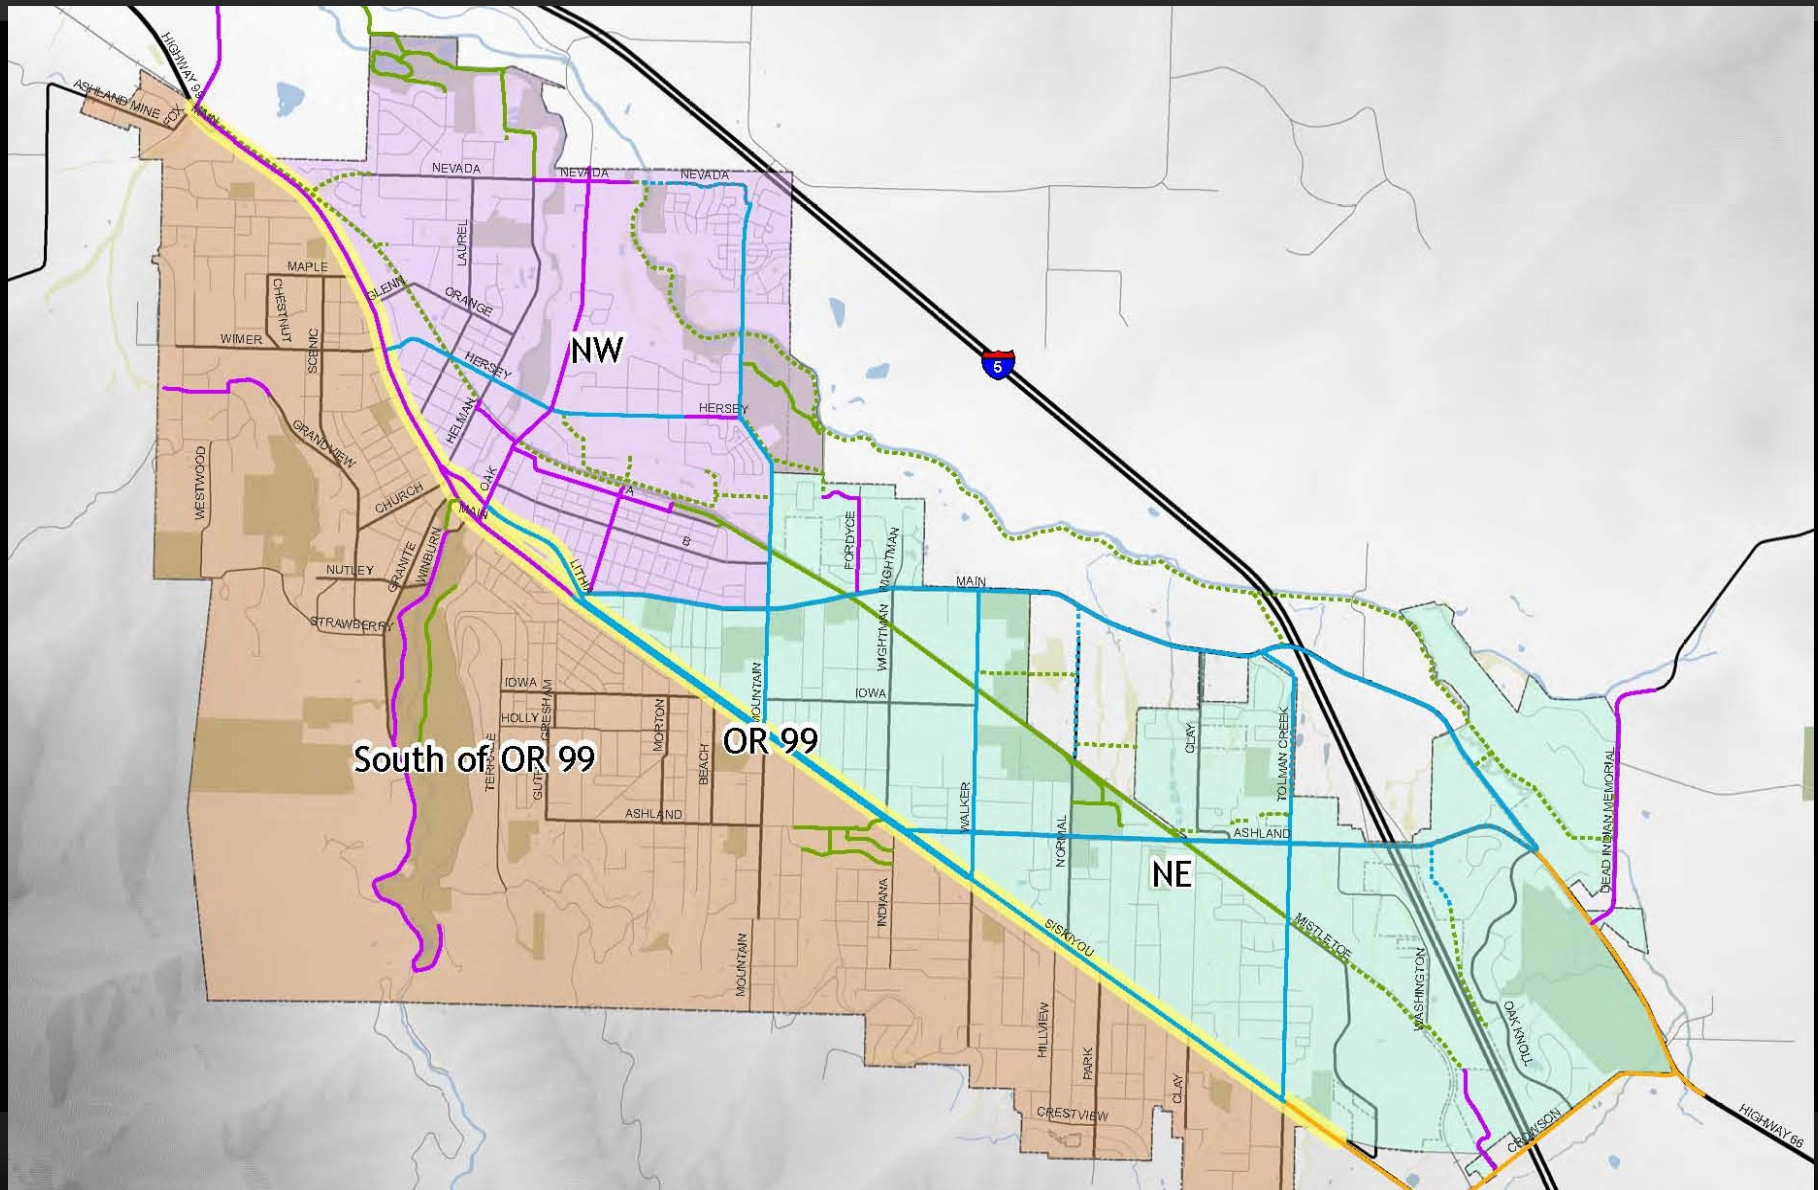 HIGHWAY 99
ASHLAND MINE
FOX
MAIN
NEVADA
NEVADA
NEVADA
LAUREL
MAPLE
CHESTNUT
GLENN
ORANGE
WIMER
SCENIC
HERSEY
NW
5
HERSEY
HELMAN
GRANDVIEW
WESTWOOD
CHURCH
OAK
MAIN
A
B
FORDYCE
WIGHTMAN
GRANITE
WINBURN
NUTLEY
LITHIA
MAIN
STRAWBERRY
WIGHTMAN
IOWA
GRESHAM
HOLLY
MORTON
MOUNTAIN
IOWA
BEACH
South of OR 99
OR 99
CLAY
TOLMAN CREEK
DEAD INDIAN MEMORIAL
ASHLAND
WALKER
NORMAL
ASHLAND
NE
INDIANA
SISKIYOU
MISTLETOE
MOUNTAIN
WASHINGTON
OAK KNOLL
HILLVIEW
PARK
CLAY
CRESTVIEW
CROWSON
HIGHWAY 66